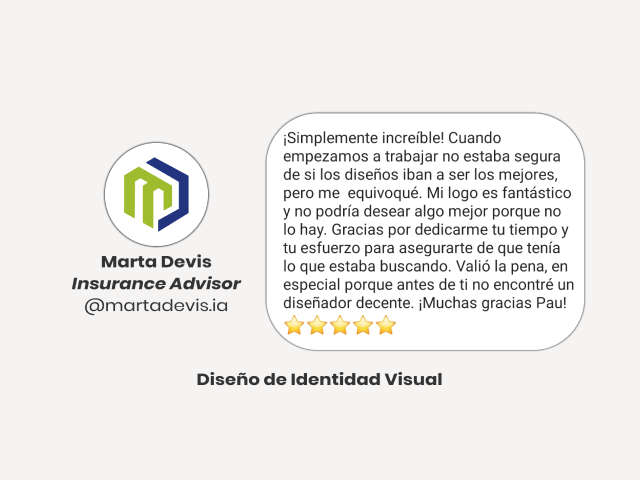 ¡Simplemente increíble! Cuando
empezamos a trabajar no estaba segura
de si los diseños iban a ser los mejores,
pero me  equivoqué. Mi logo es fantástico
y no podría desear algo mejor porque no
lo hay. Gracias por dedicarme tu tiempo y
tu esfuerzo para asegurarte de que tenía
lo que estaba buscando. Valió la pena, en
especial porque antes de ti no encontré un
diseñador decente. ¡Muchas gracias Pau!
Marta Devis
Insurance Advisor
@martadevis.ia
Diseño de Identidad Visual